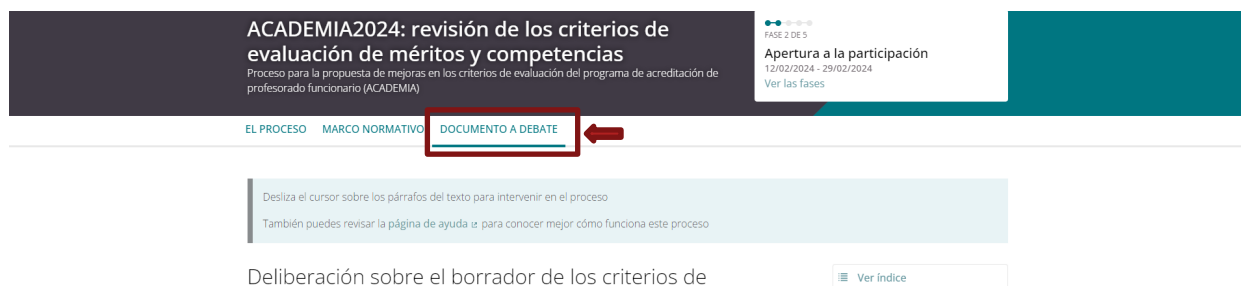 ACADEMIA2024: revisión de los criterios de
evaluación de méritos y competencias
Proceso para la propuesta de mejoras en los criterios de evaluación del programa de acreditación de
profesorado funcionario (ACADEMIA)
FASE 2 DE 5
Apertura a la participación
12/02/2024 - 29/02/2024
Ver las fases
EL PROCESO MARCO NORMATIVO DOCUMENTO A DEBATE
Desliza el cursor sobre los párrafos del texto para intervenir en el proceso
También puedes revisar la página de ayuda para conocer mejor cómo funciona este proceso
Deliberación sobre el borrador de los criterios de
Ver índice